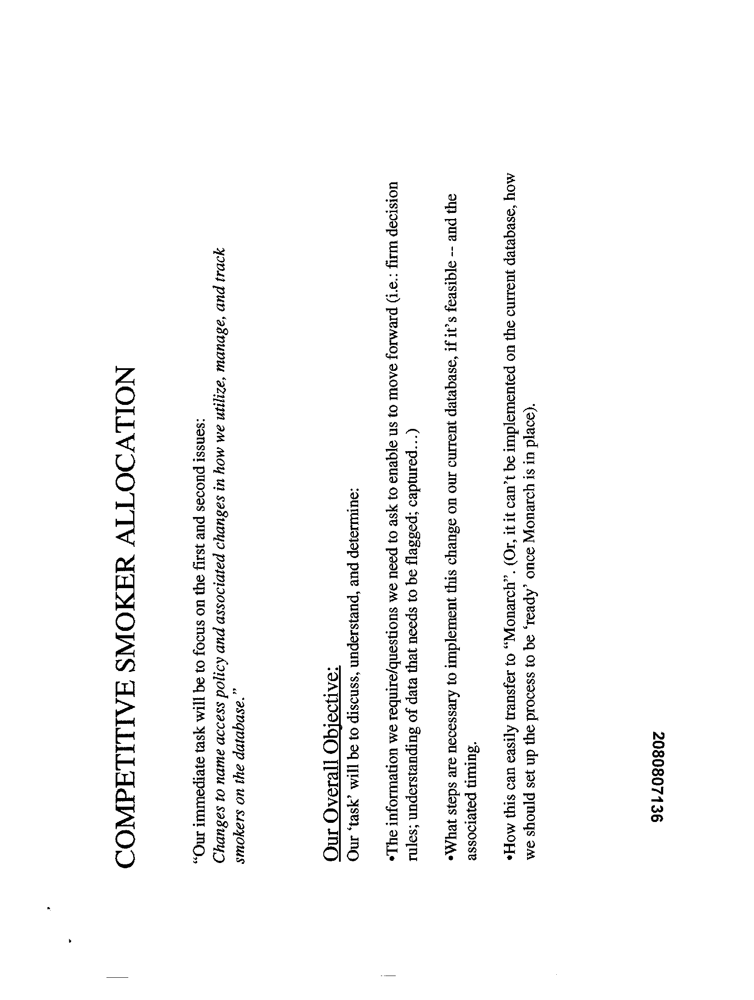 COMPETITIVE SMOKER ALLOCATION
“Our immediate task will be to focus on the first and second issues:
Changes to name access policy and associated changes in how we utilize, manage, and track
smokers on the database.”
Our Overall Objective:
Our ‘task’ will be to discuss, understand, and determine:
•The information we require/questions we need to ask to enable us to move forward (i.e.: firm decision
rules; understanding of data that needs to be flagged; captured...)
•What steps are necessary to implement this change on our current database, if it’s feasible -- and the
associated timing.
•How this can easily transfer to “Monarch”. (Or, it it can’t be implemented on the current database, how
we should set up the process to be ‘ready’ once Monarch is in place).
2080807136